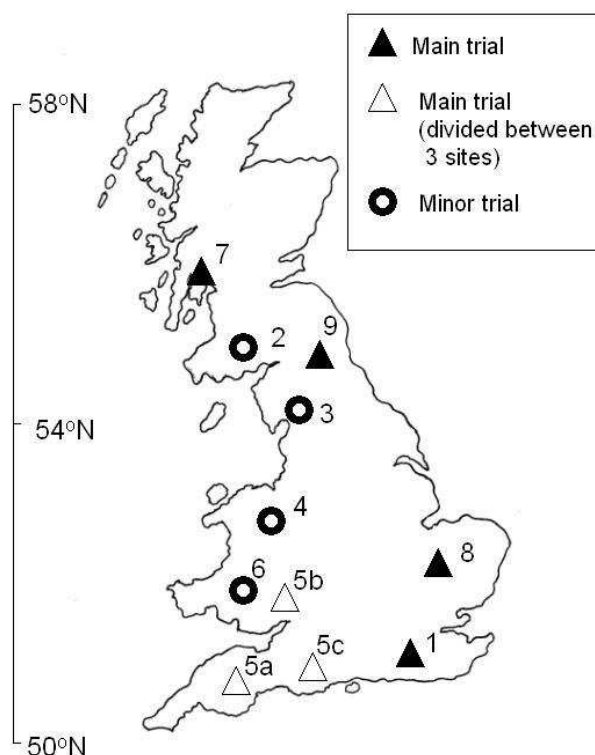 Main trial
Main trial
(divided between
3 sites)
Minor trial
58°N
7
2
9
54°N
3
4
8
6
5b
1
5c
5a
50°N